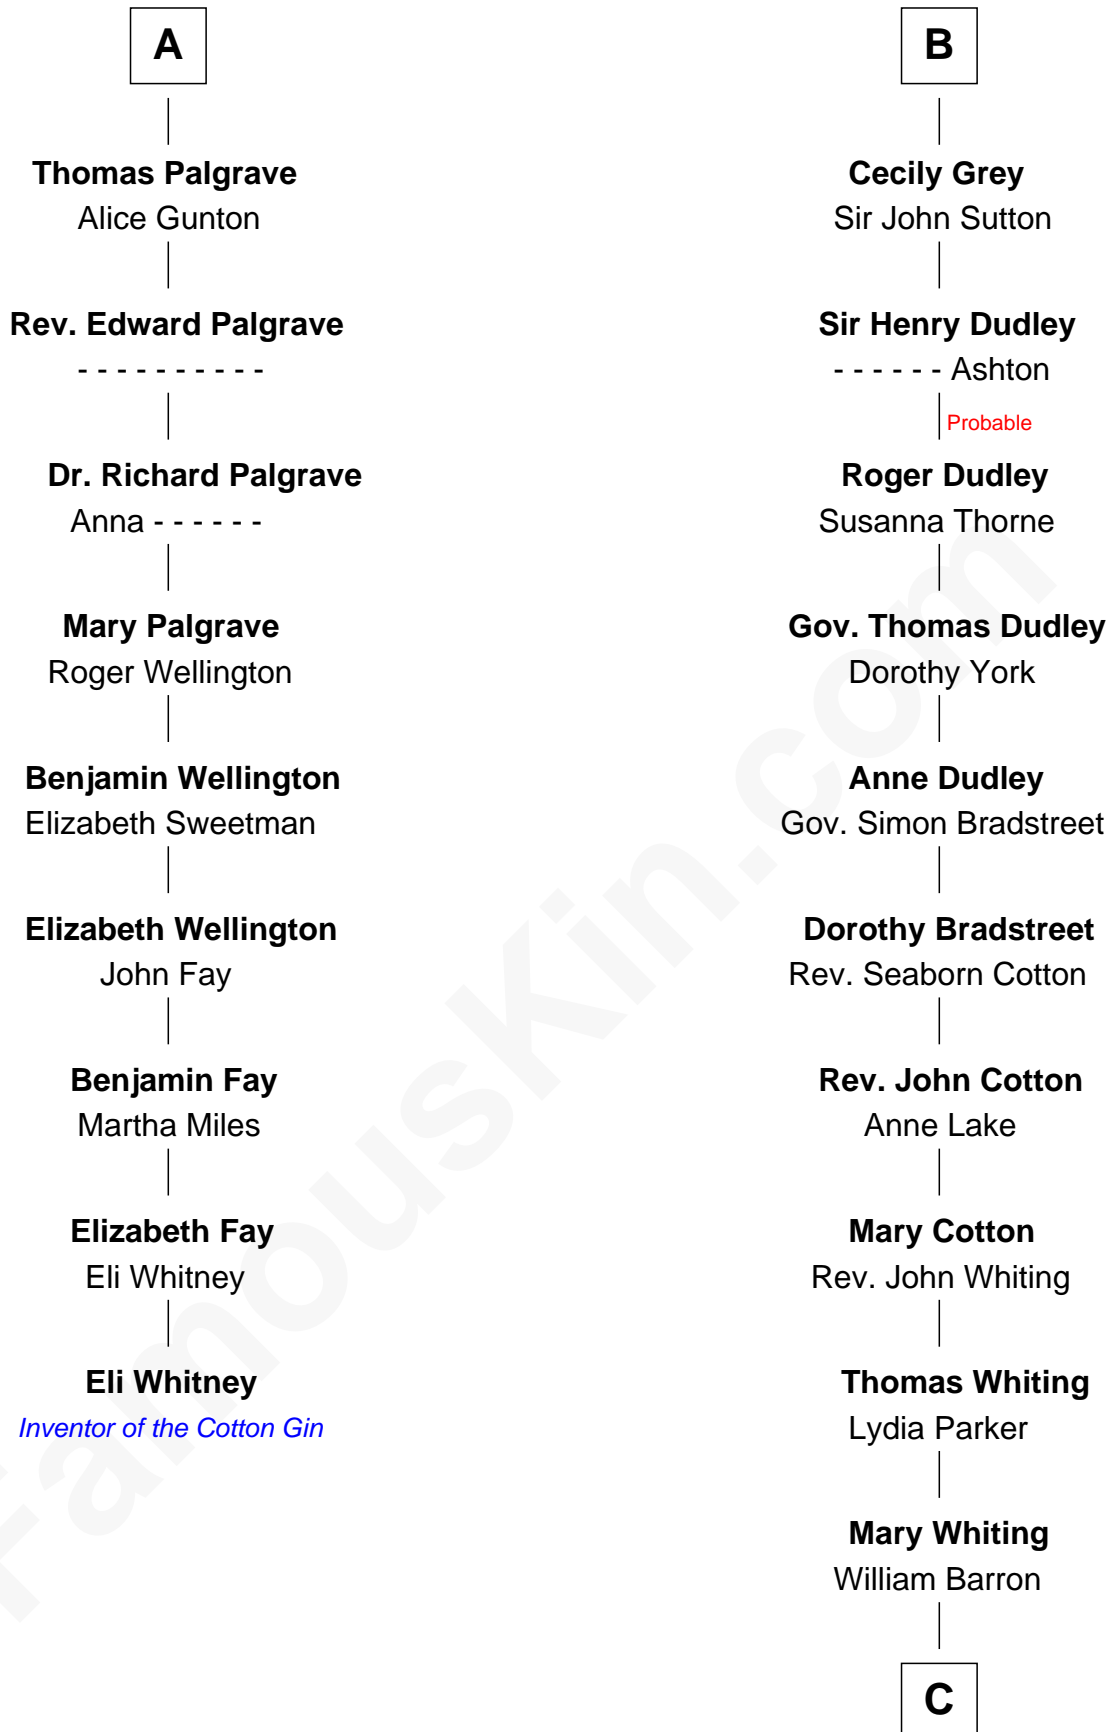 A
Thomas Palgrave
Alice Gunton
Rev. Edward Palgrave
- - - - - - - - - -
Dr. Richard Palgrave
Anna - - - - - -
Mary Palgrave
Roger Wellington
Benjamin Wellington
Elizabeth Sweetman
Elizabeth Wellington
John Fay
Benjamin Fay
Martha Miles
Elizabeth Fay
Eli Whitney
Eli Whitney
Inventor of the Cotton Gin
B
Cecily Grey
Sir John Sutton
Sir Henry Dudley
- - - - - - Ashton
Probable
Roger Dudley
Susanna Thorne
Gov. Thomas Dudley
Dorothy York
Anne Dudley
Gov. Simon Bradstreet
Dorothy Bradstreet
Rev. Seaborn Cotton
Rev. John Cotton
Anne Lake
Mary Cotton
Rev. John Whiting
Thomas Whiting
Lydia Parker
Mary Whiting
William Barron
C
FamousKin.com